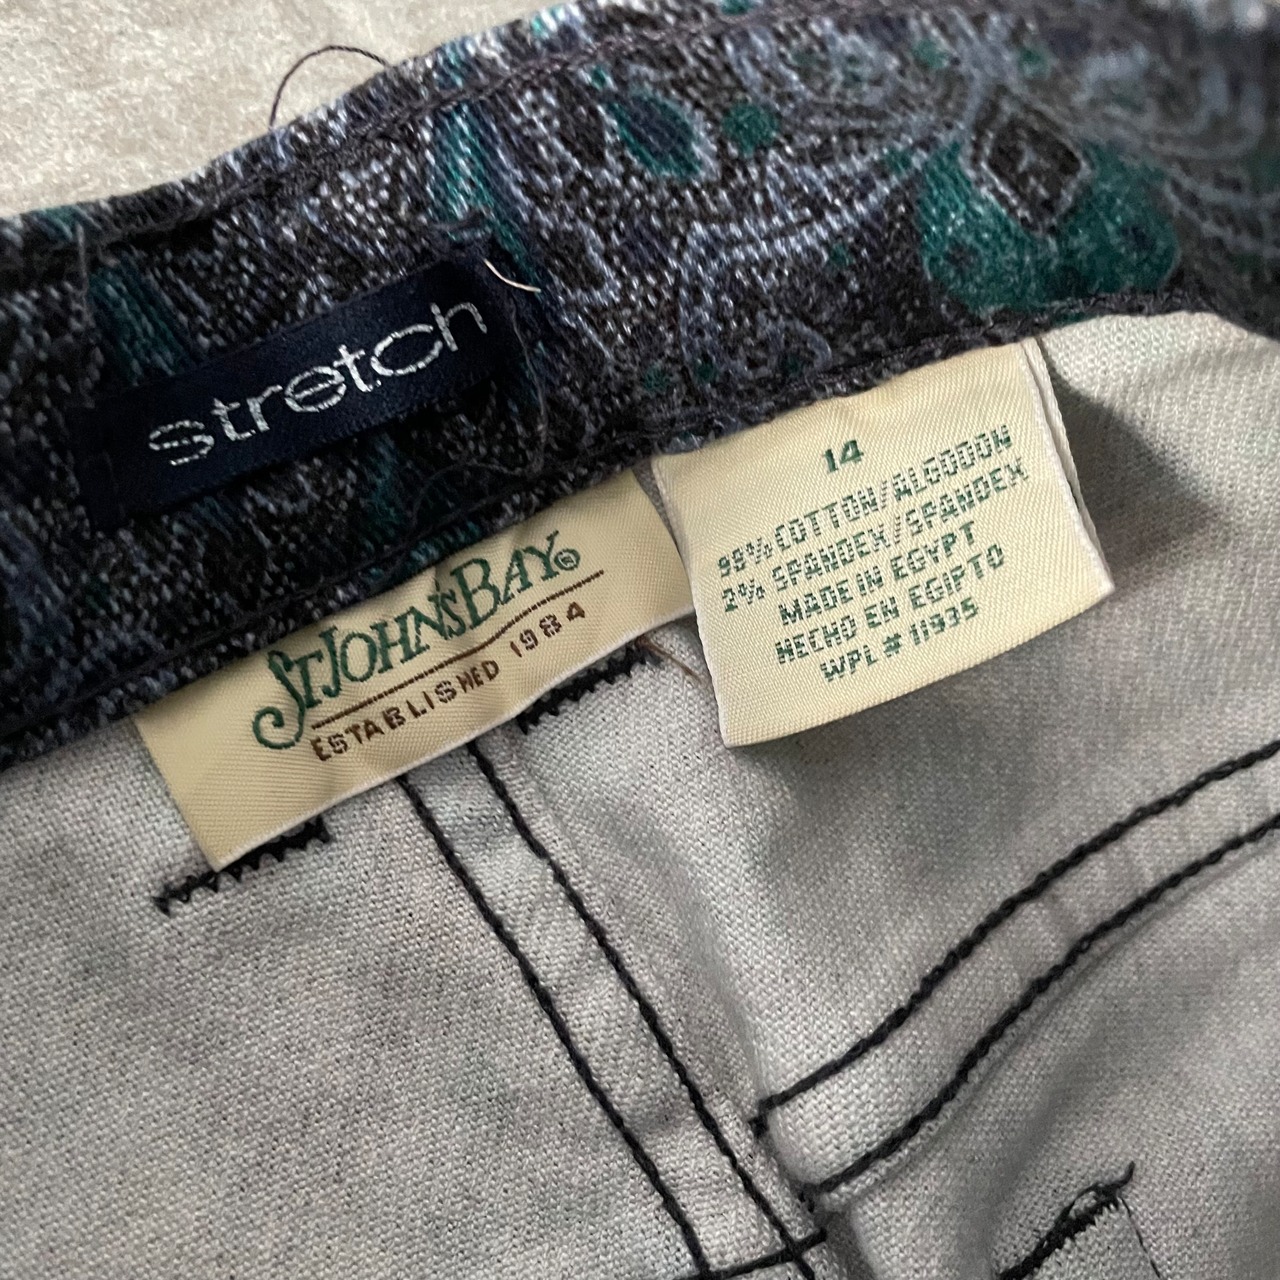 stretch
ST. JOHN'S BAY®
ESTABLISHED 1984
14
98% COTTON/ALGODON
2% SPANDEX/SPANDEX
MADE IN EGYPT
HECHO EN EGIPTO
WPL # 11935